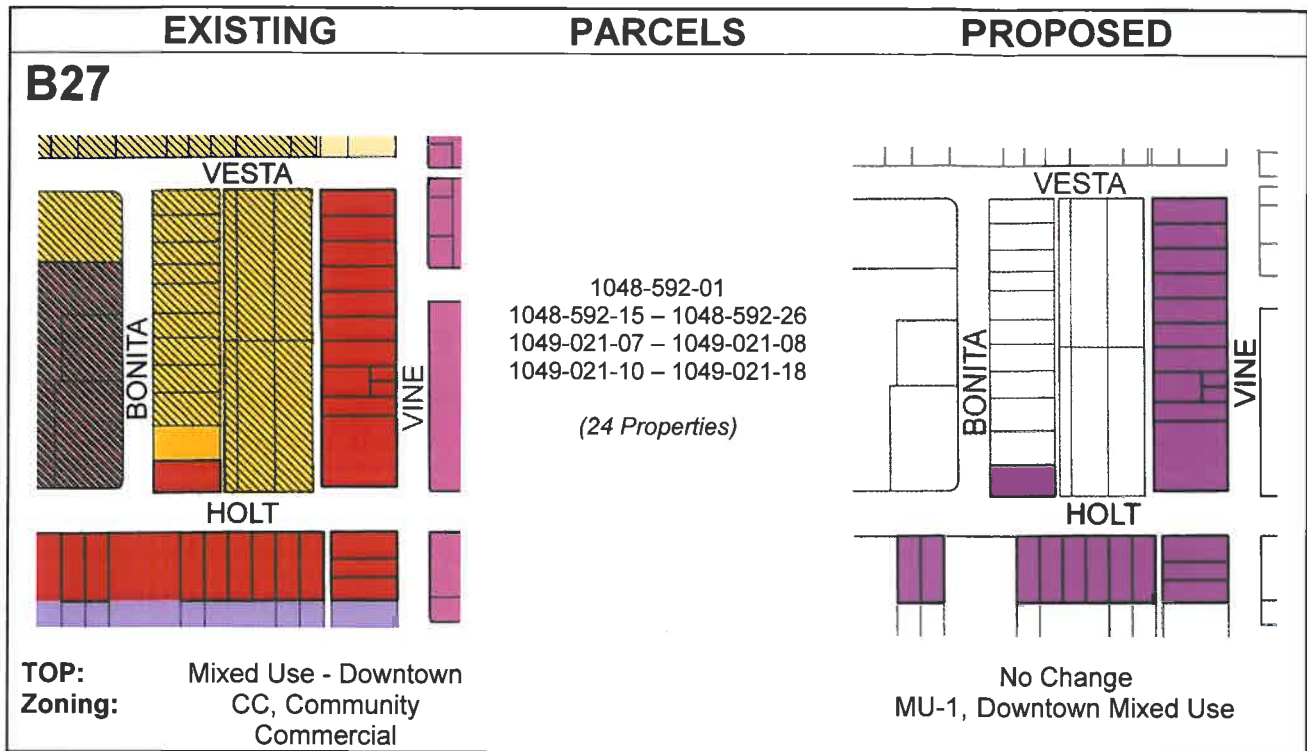 EXISTING
PARCELS
PROPOSED
B27
VESTA
BONITA
VINE
HOLT
1048-592-01
1048-592-15 – 1048-592-26
1049-021-07 – 1049-021-08
1049-021-10 – 1049-021-18
(24 Properties)
VESTA
BONITA
VINE
HOLT
TOP: Mixed Use - Downtown
Zoning: CC, Community
Commercial
No Change
MU-1, Downtown Mixed Use